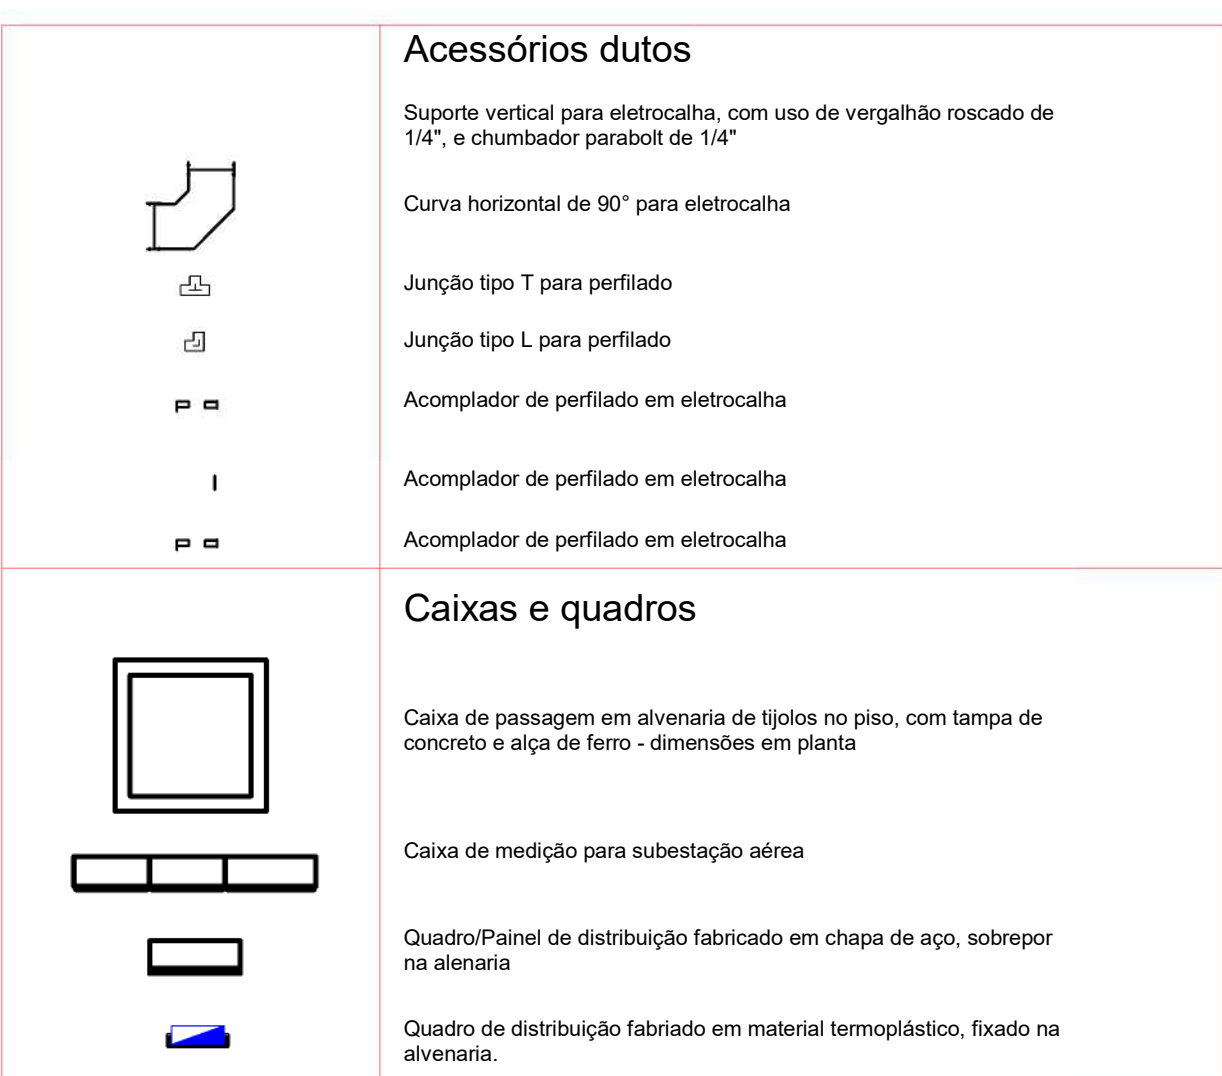 Acessórios dutos
Suporte vertical para eletrocalha, com uso de vergalhão roscado de
1/4", e chumbador parabolt de 1/4"
Curva horizontal de 90° para eletrocalha
Junção tipo T para perfilado
Junção tipo L para perfilado
Acomplador de perfilado em eletrocalha
Acomplador de perfilado em eletrocalha
Acomplador de perfilado em eletrocalha
Caixas e quadros
Caixa de passagem em alvenaria de tijolos no piso, com tampa de
concreto e alça de ferro - dimensões em planta
Caixa de medição para subestação aérea
Quadro/Painel de distribuição fabricado em chapa de aço, sobrepor
na alenaria
Quadro de distribuição fabriado em material termoplástico, fixado na
alvenaria.